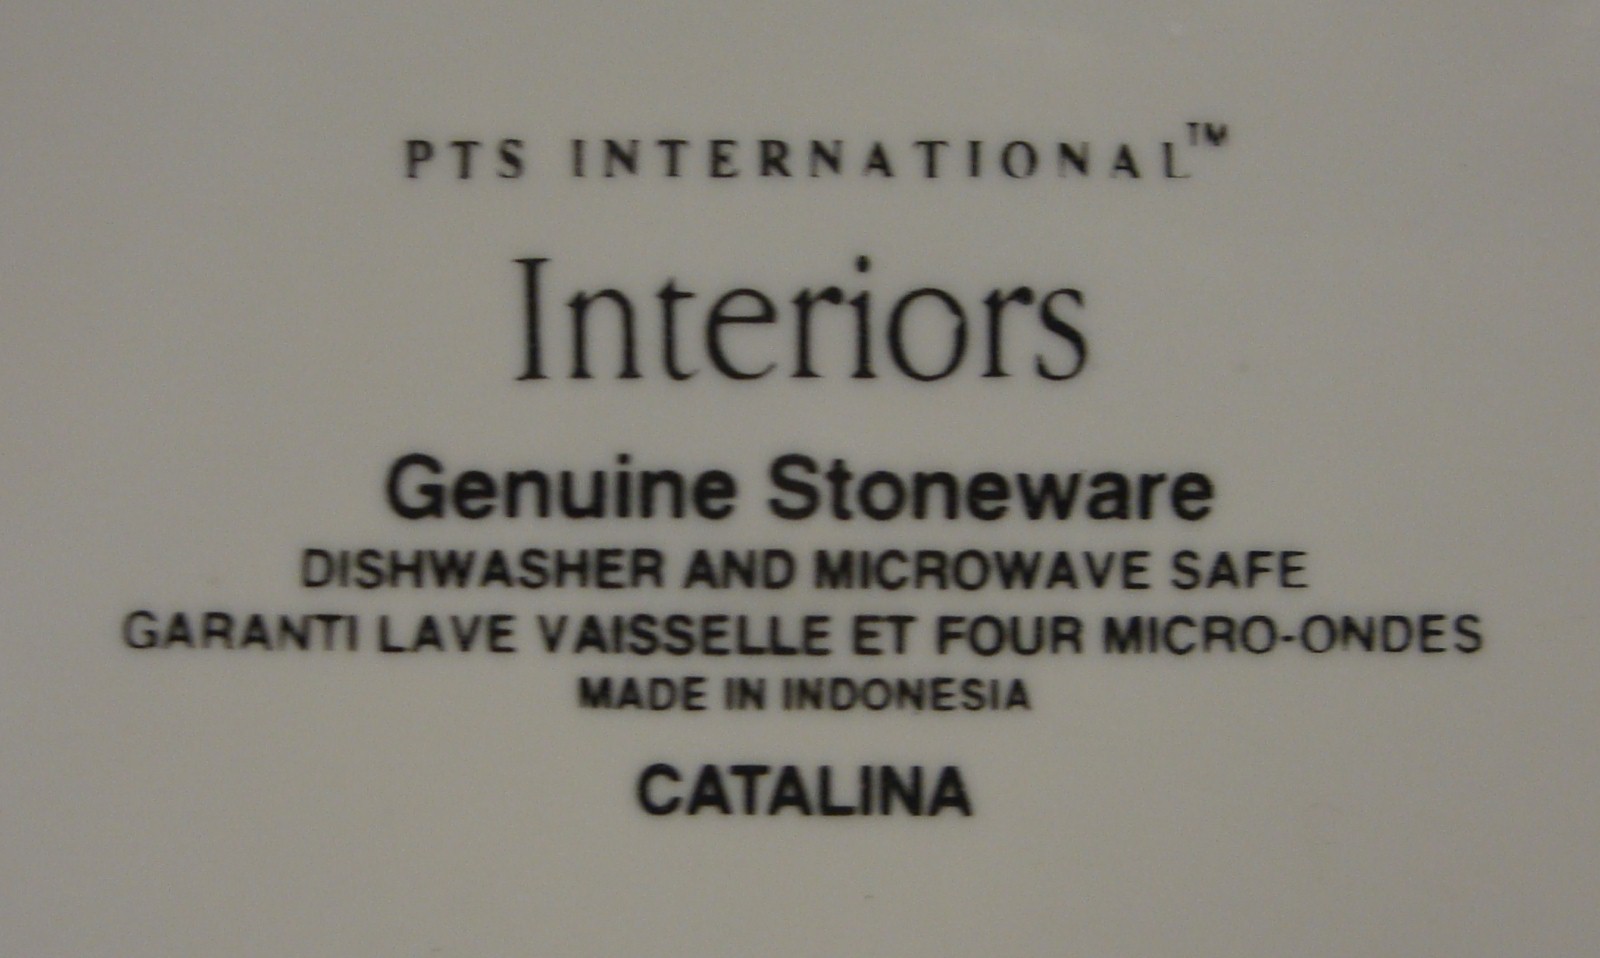 PTS INTERNATIONAL™
Interiors
Genuine Stoneware
DISHWASHER AND MICROWAVE SAFE
GARANTI LAVE VAISSELLE ET FOUR MICRO-ONDES
MADE IN INDONESIA
CATALINA